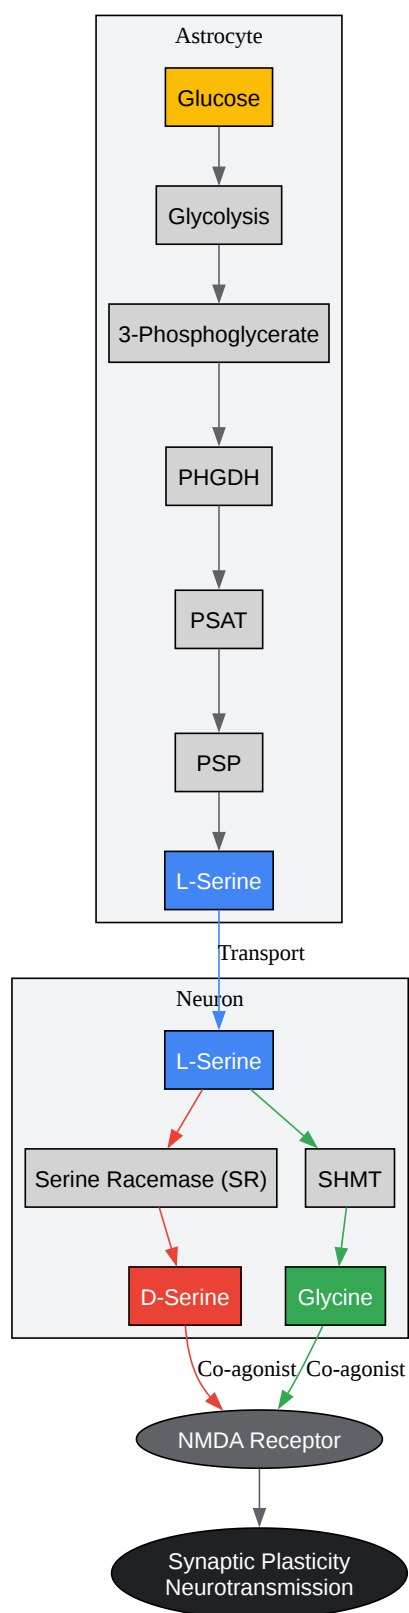 Astrocyte
Glucose
Glycolysis
3-Phosphoglycerate
PHGDH
PSAT
PSP
L-Serine
Transport
Neuron
L-Serine
Serine Racemase (SR)
SHMT
D-Serine
Glycine
Co-agonist
Co-agonist
NMDA Receptor
Synaptic Plasticity
Neurotransmission